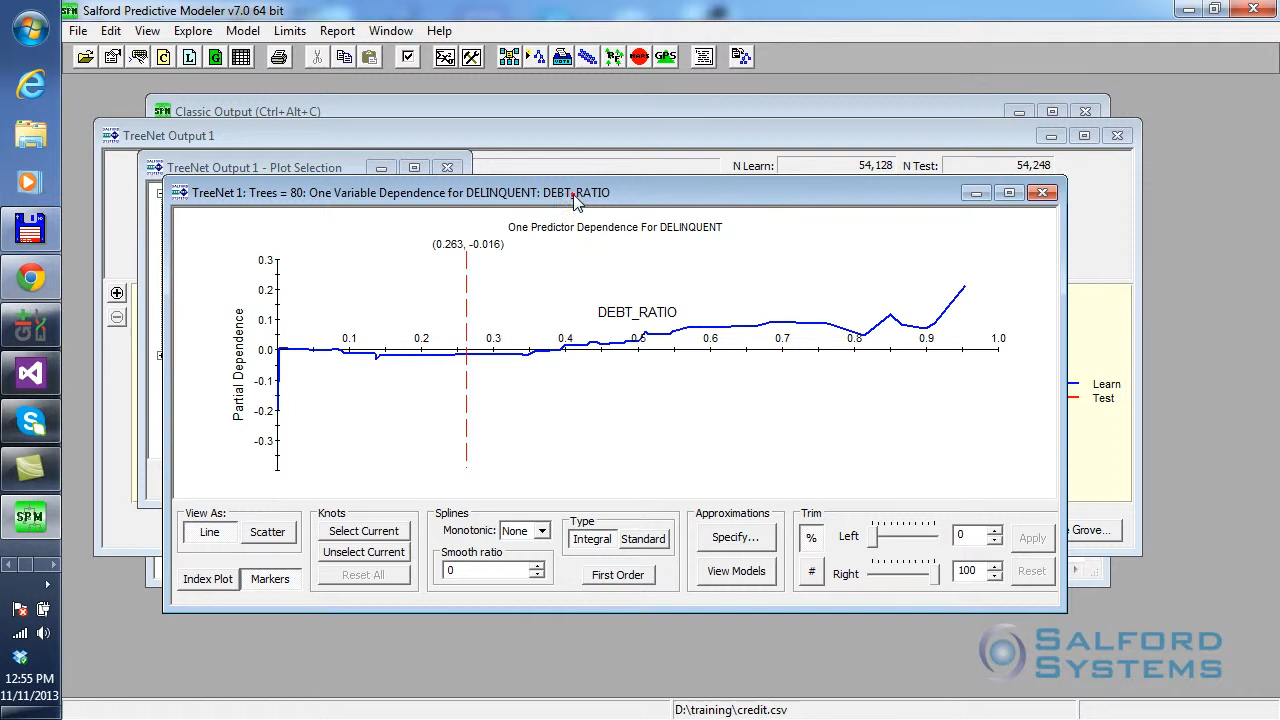 Salford Predictive Modeler v7.0 64 bit
File Edit View Explore Model Limits Report Window Help
Classic Output (Ctrl+Alt+C)
TreeNet Output 1
TreeNet Output 1 - Plot Selection
N Learn: 54,128 N Test: 54,248
TreeNet 1: Trees = 80: One Variable Dependence for DELINQUENT: DEBT_RATIO
One Predictor Dependence For DELINQUENT
(0.263, -0.016)
DEBT_RATIO
Partial Dependence
0.3
0.2
0.1
0.0
-0.1
-0.2
-0.3
0.1 0.2 0.3 0.4 0.5 0.6 0.7 0.8 0.9 1.0
Learn
Test
View As:
Line Scatter
Index Plot Markers
Knots
Select Current
Unselect Current
Reset All
Splines
Monotonic: None
Smooth ratio
0
Type
Integral Standard
First Order
Approximations
Specify...
View Models
Trim
% Left 0 Apply
# Right 100 Reset
e Grove...
SALFORD
SYSTEMS
12:55 PM
11/11/2013
D:\training\credit.csv